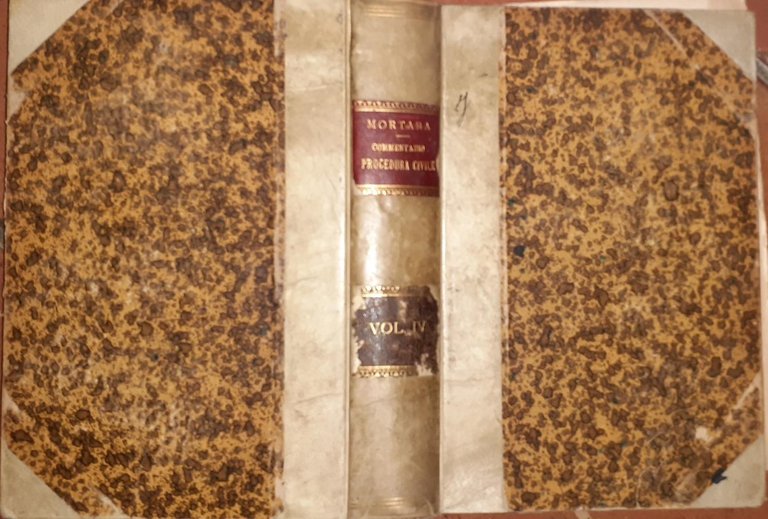 MORTARA
COMMENTARIO
PROCEDURA CIVILE
VOL. IV